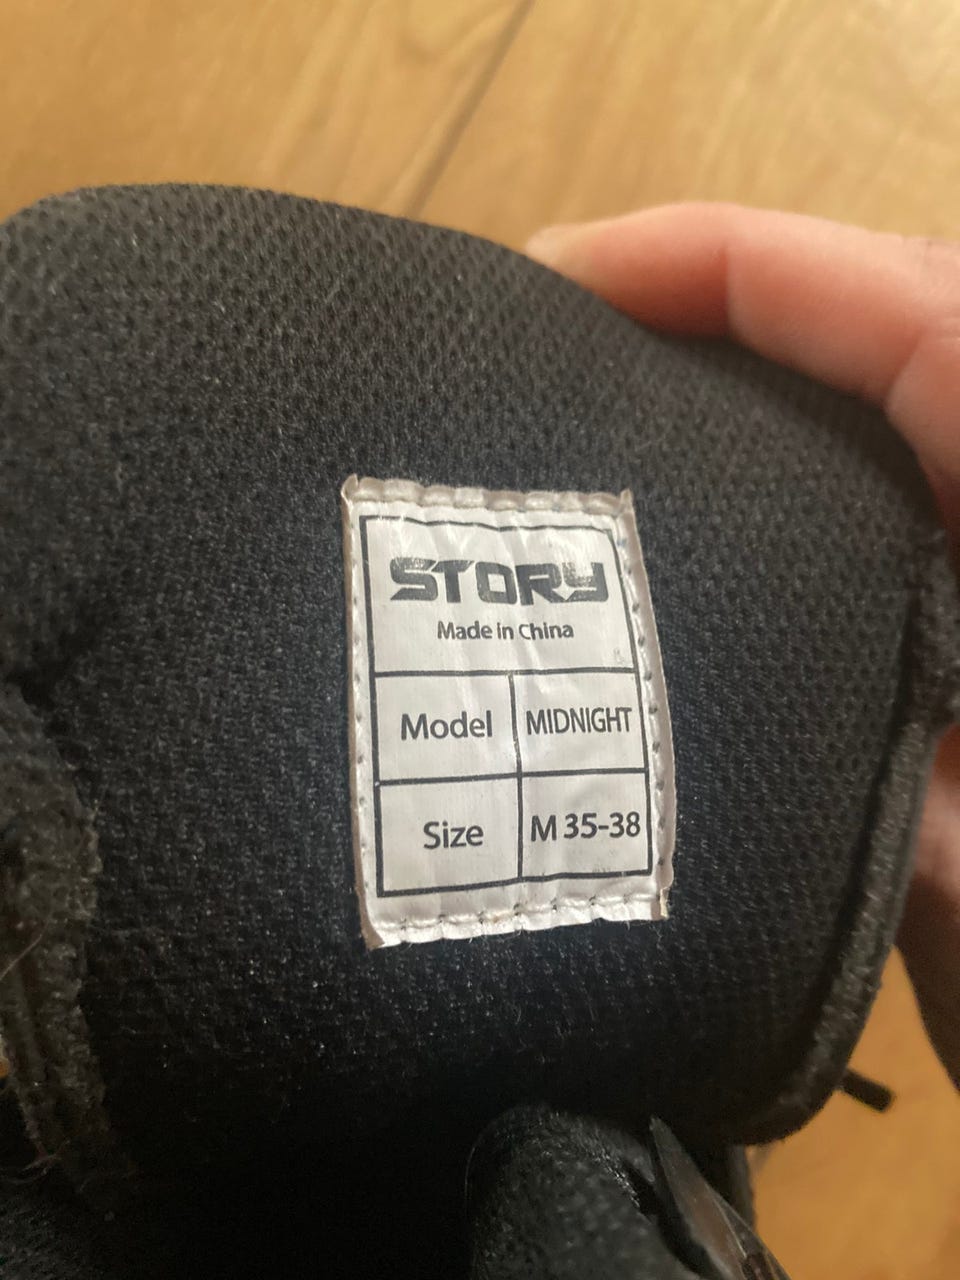 STORY
Made in China
Model MIDNIGHT
Size M 35-38